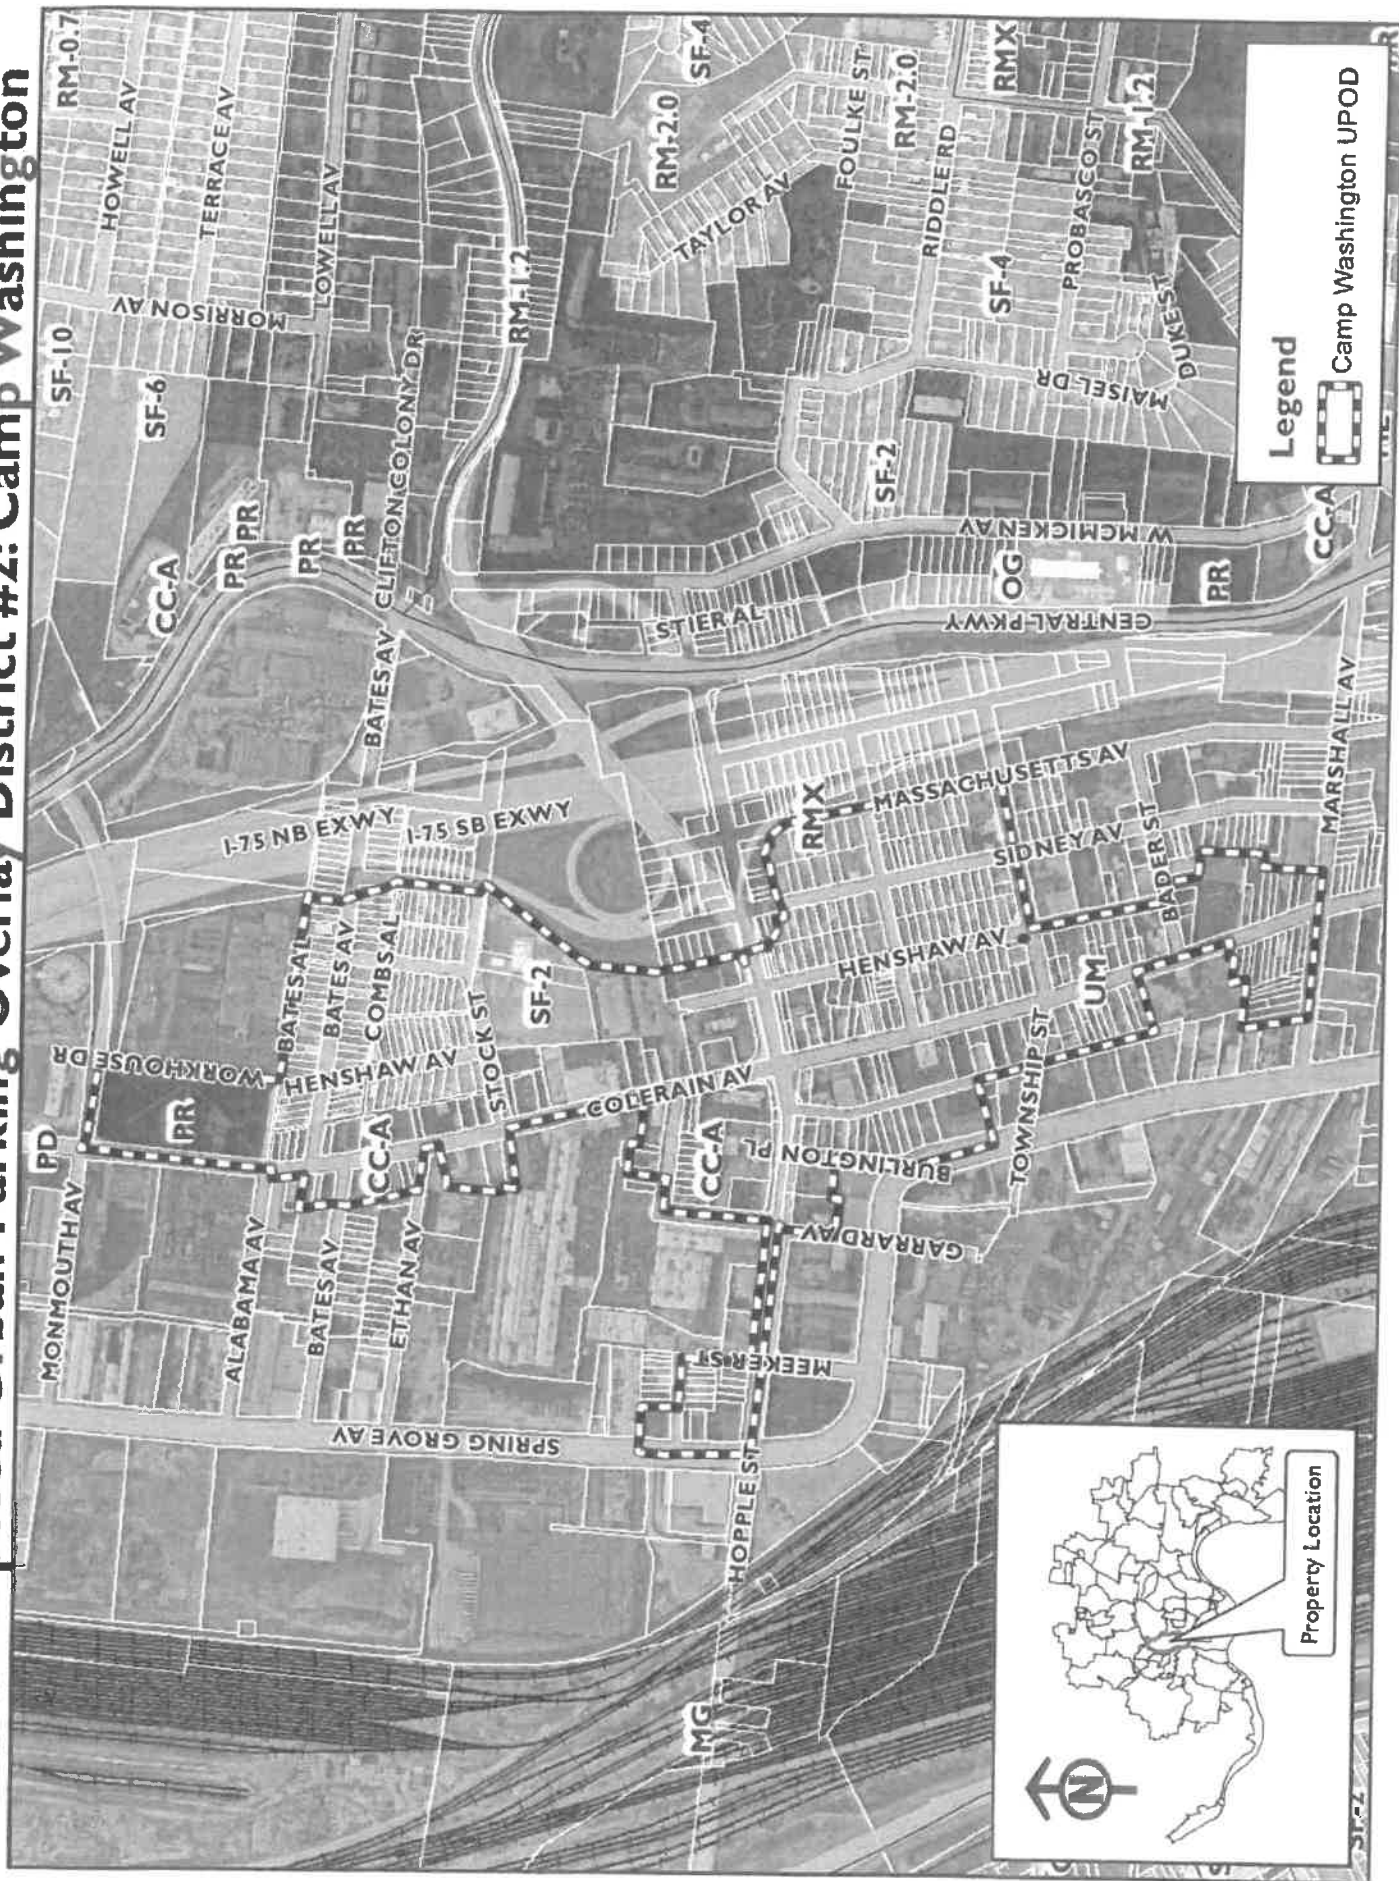 Parking Overlay District #2: Camp Washington
RM-0.7
HOWELL AV
TERRACE AV
LOWELL AV
MORRISON AV
SF-10
SF-6
CC-A
PR
PR
PR
PR
CLIFTON COLONY DR
RM-1.2
SF-4
RM-2.0
FOULKE ST
RM-2.0
TAYLOR AV
RIDDLE RD
RMX
PROBASCO ST
RM-1.2
SF-4
DUKE ST
MAISEL DR
SF-2
W MCMICKEN AV
OG
PR
CC-A
CENTRAL PKWY
STIER AL
BATES AV
I-75 NB EXWY
I-75 SB EXWY
RMX
MASSACHUSETTS AV
SIDNEY AV
BADER ST
MARSHALL AV
BATES AL
BATES AV
COMBS AL
HENSHAW AV
STOCK ST
SF-2
HENSHAW AV
UM
WORKHOUSE DR
PD
PR
CC-A
COLERAIN AV
CC-A
BURLINGTON PL
TOWNSHIP ST
GARRARD AV
MONMOUTH AV
ALABAMA AV
BATES AV
ETHAN AV
MEEKER ST
SPRING GROVE AV
HOPPLE ST
MG
SF-2
Legend
Camp Washington UPOD
N
Property Location